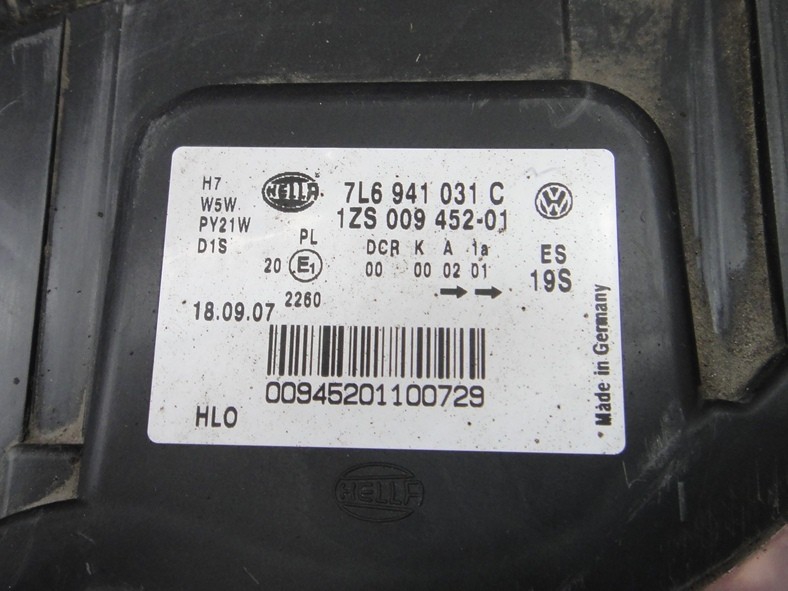 H7
W5W
PY21W
D1S
HELLA
7L6 941 031 C
1ZS 009 452-01
PL
20 E1
2260
DCR K A 1a
00 00 02 01
ES
19S
18.09.07
00945201100729
HLO
Made in Germany
HELLA